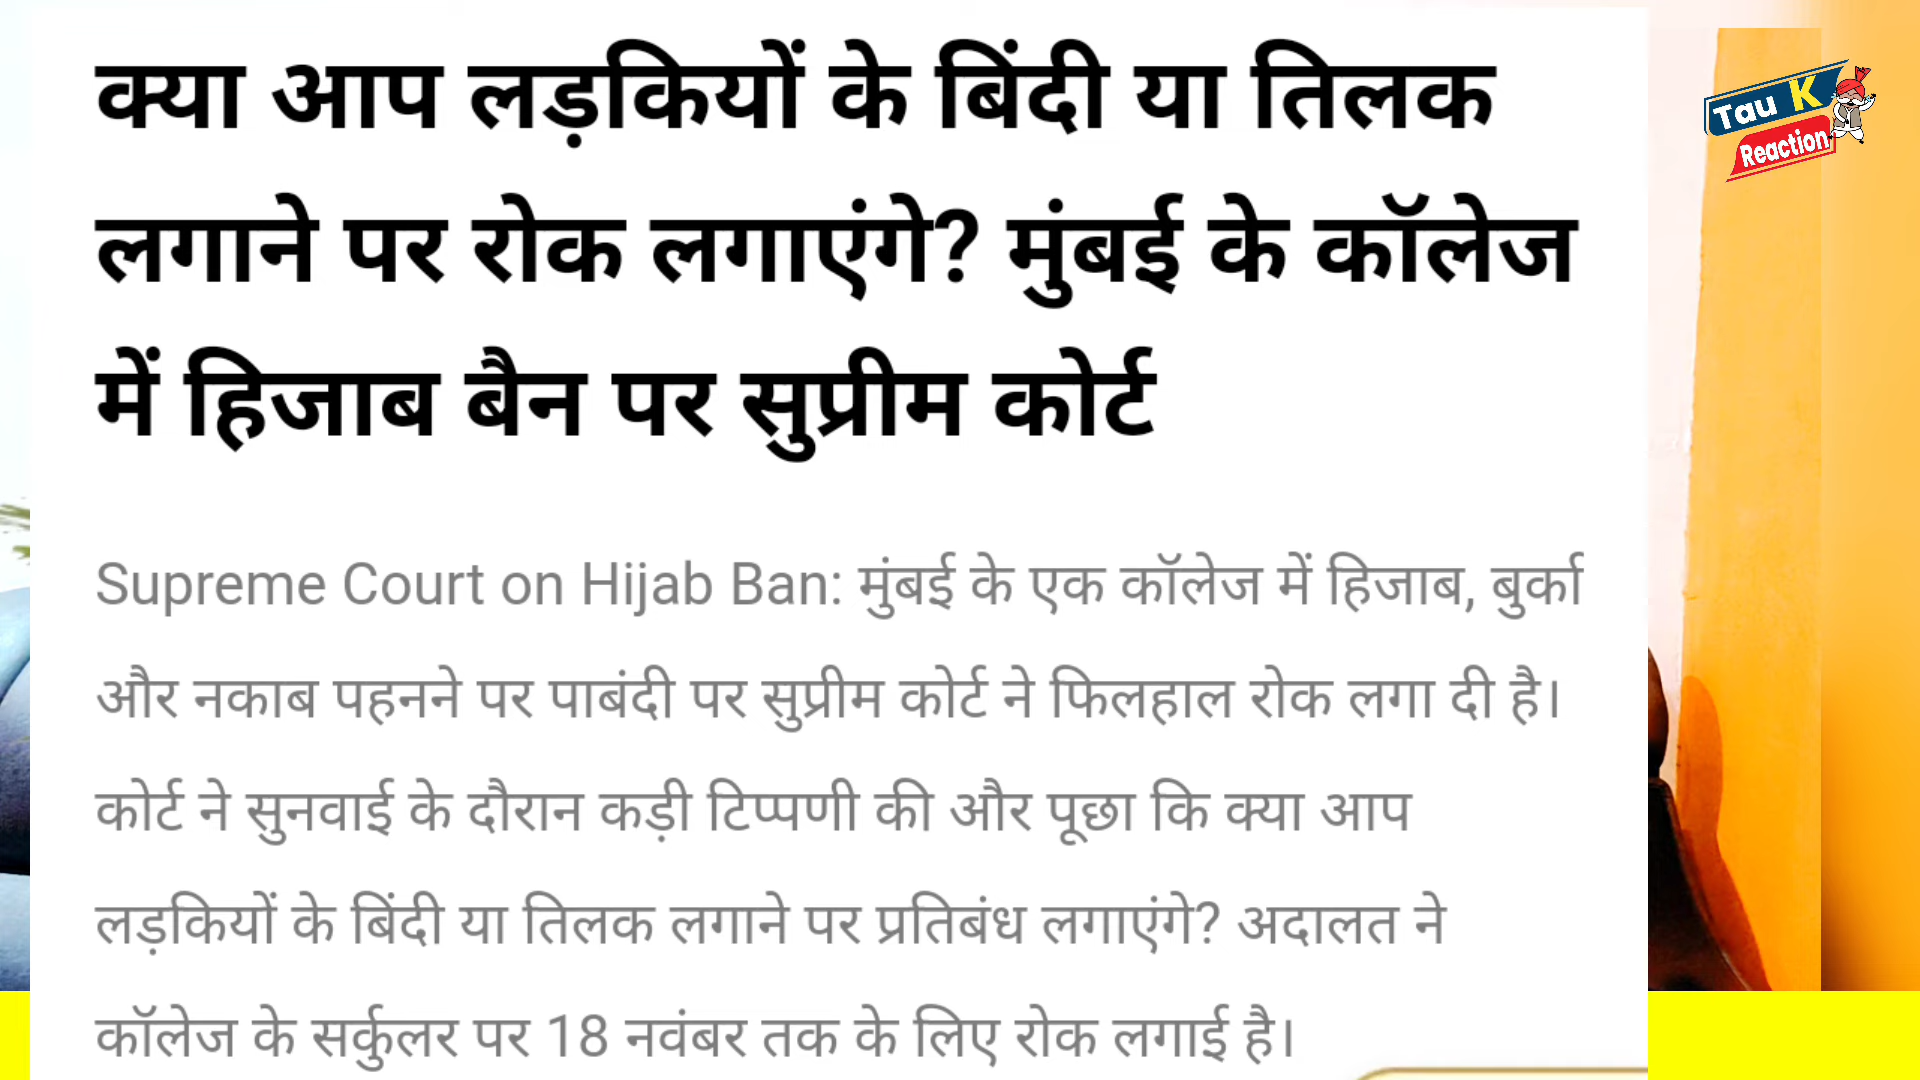 क्या आप लड़कियों के बिंदी या तिलक
लगाने पर रोक लगाएंगे? मुंबई के कॉलेज
में हिजाब बैन पर सुप्रीम कोर्ट
Supreme Court on Hijab Ban: मुंबई के एक कॉलेज में हिजाब, बुर्का
और नकाब पहनने पर पाबंदी पर सुप्रीम कोर्ट ने फिलहाल रोक लगा दी है।
कोर्ट ने सुनवाई के दौरान कड़ी टिप्पणी की और पूछा कि क्या आप
लड़कियों के बिंदी या तिलक लगाने पर प्रतिबंध लगाएंगे? अदालत ने
कॉलेज के सर्कुलर पर 18 नवंबर तक के लिए रोक लगाई है।
Tau K
Reaction